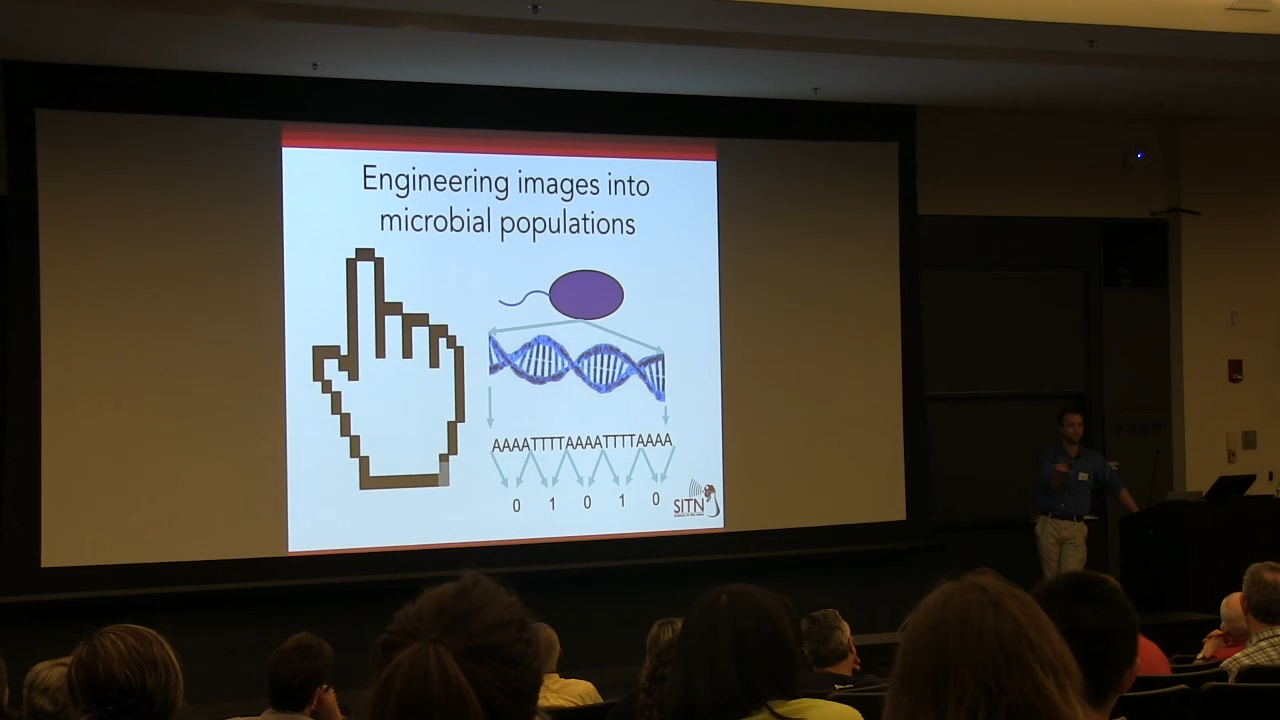 Engineering images into
microbial populations
AAAATTTTAAAATTTTAAAA
0 1 0 1 0
SITN